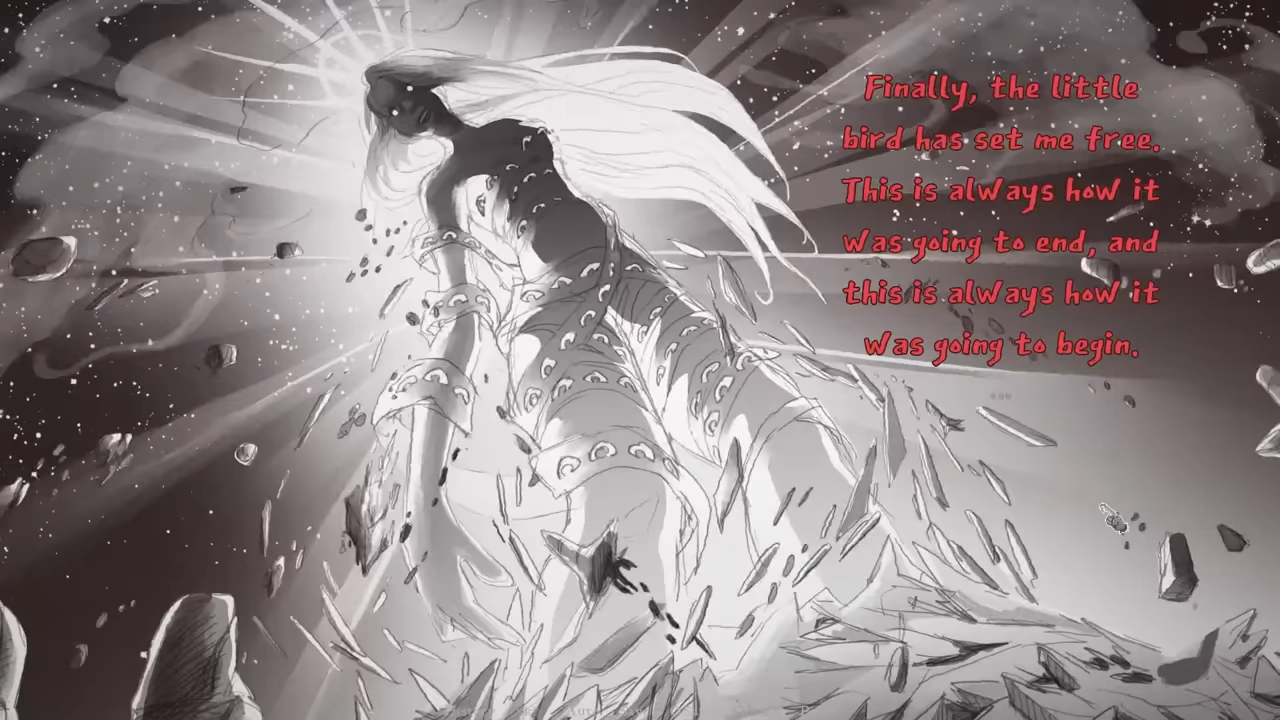 Finally, the little
bird has set me free.
This is always how it
was going to end, and
this is always how it
was going to begin.